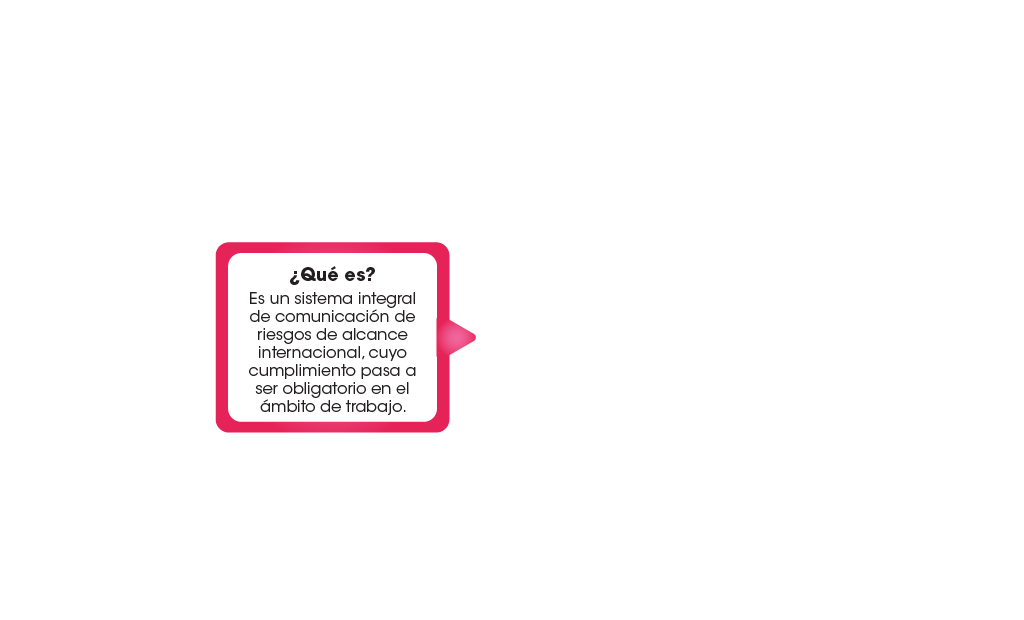 ¿Qué es?
Es un sistema integral
de comunicación de
riesgos de alcance
internacional, cuyo
cumplimiento pasa a
ser obligatorio en el
ámbito de trabajo.